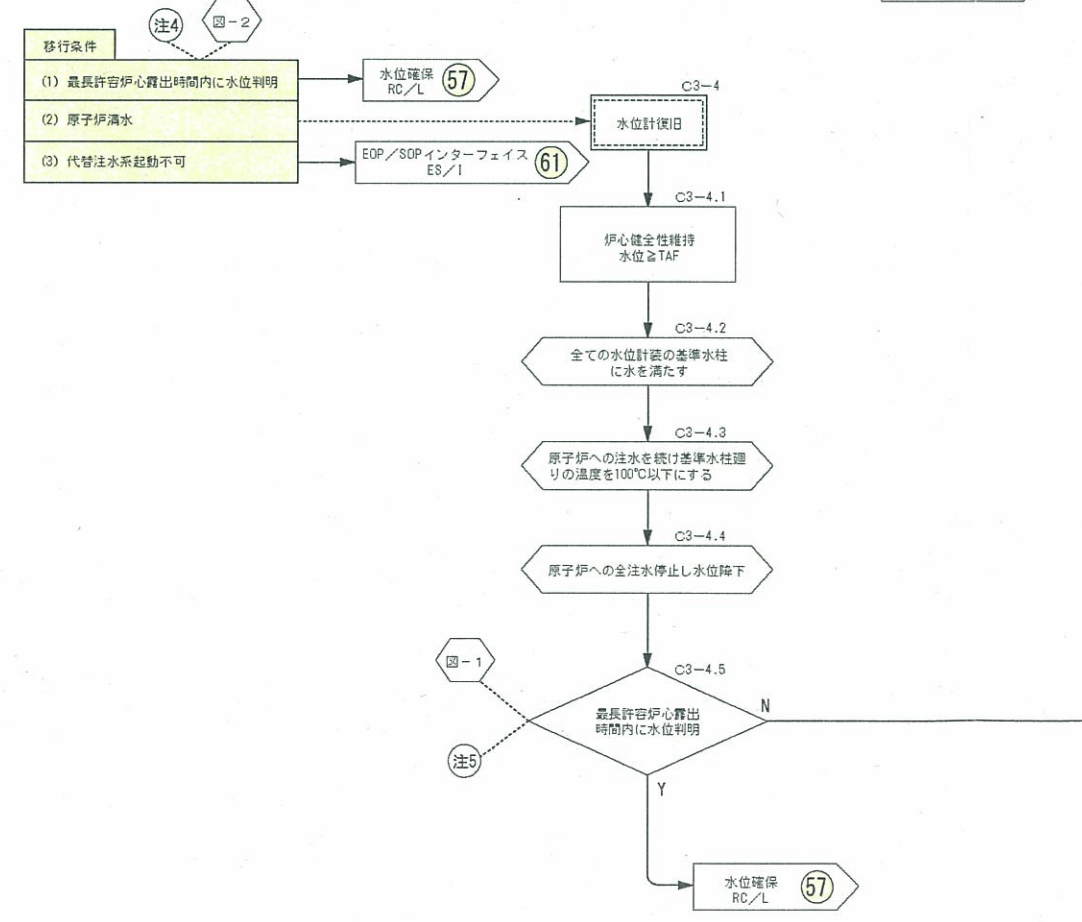 注4
図-2
移行条件
(1) 最長許容炉心露出時間内に水位判明
水位確保
RC/L
57
(2) 原子炉満水
C3-4
水位計復旧
(3) 代替注水系起動不可
EOP/SOPインターフェイス
ES/I
61
C3-4.1
炉心健全性維持
水位≧TAF
C3-4.2
全ての水位計装の基準水柱
に水を満たす
C3-4.3
原子炉への注水を続け基準水柱廻
りの温度を100℃以下にする
C3-4.4
原子炉への全注水停止し水位降下
図-1
C3-4.5
最長許容炉心露出
時間内に水位判明
N
注5
Y
水位確保
RC/L
57